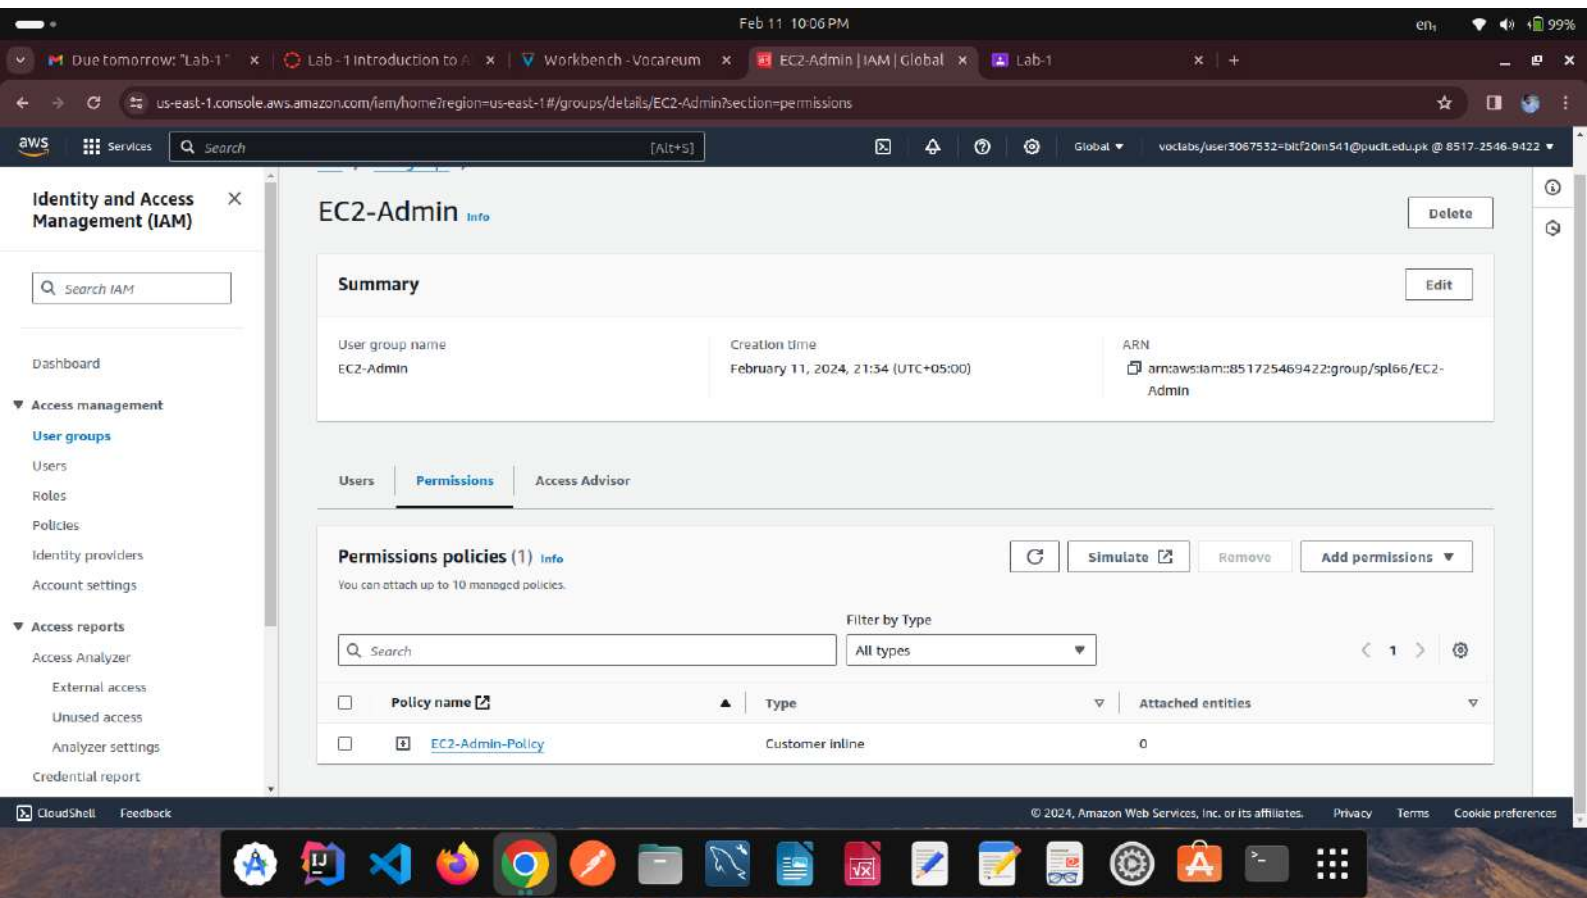 Feb 11 10:06 PM
en₁
99%
Due tomorrow: "Lab-1"
Lab - 1 Introduction to A
Workbench - Vocareum
EC2-Admin | IAM | Global
Lab-1
us-east-1.console.aws.amazon.com/iam/home?region=us-east-1#/groups/details/EC2-Admin?section=permissions
aws
Services
Search
[Alt+S]
Global
voclabs/user3067532=bitf20m541@pucit.edu.pk @ 8517-2546-9422
Identity and Access
Management (IAM)
Search IAM
Dashboard
Access management
User groups
Users
Roles
Policies
Identity providers
Account settings
Access reports
Access Analyzer
External access
Unused access
Analyzer settings
Credential report
EC2-Admin Info
Delete
Summary
Edit
User group name
EC2-Admin
Creation time
February 11, 2024, 21:34 (UTC+05:00)
ARN
arn:aws:iam::851725469422:group/spl66/EC2-
Admin
Users
Permissions
Access Advisor
Permissions policies (1) Info
You can attach up to 10 managed policies.
Simulate
Remove
Add permissions
Filter by Type
Search
All types
1
Policy name
Type
Attached entities
EC2-Admin-Policy
Customer inline
0
CloudShell
Feedback
© 2024, Amazon Web Services, Inc. or its affiliates.
Privacy
Terms
Cookie preferences